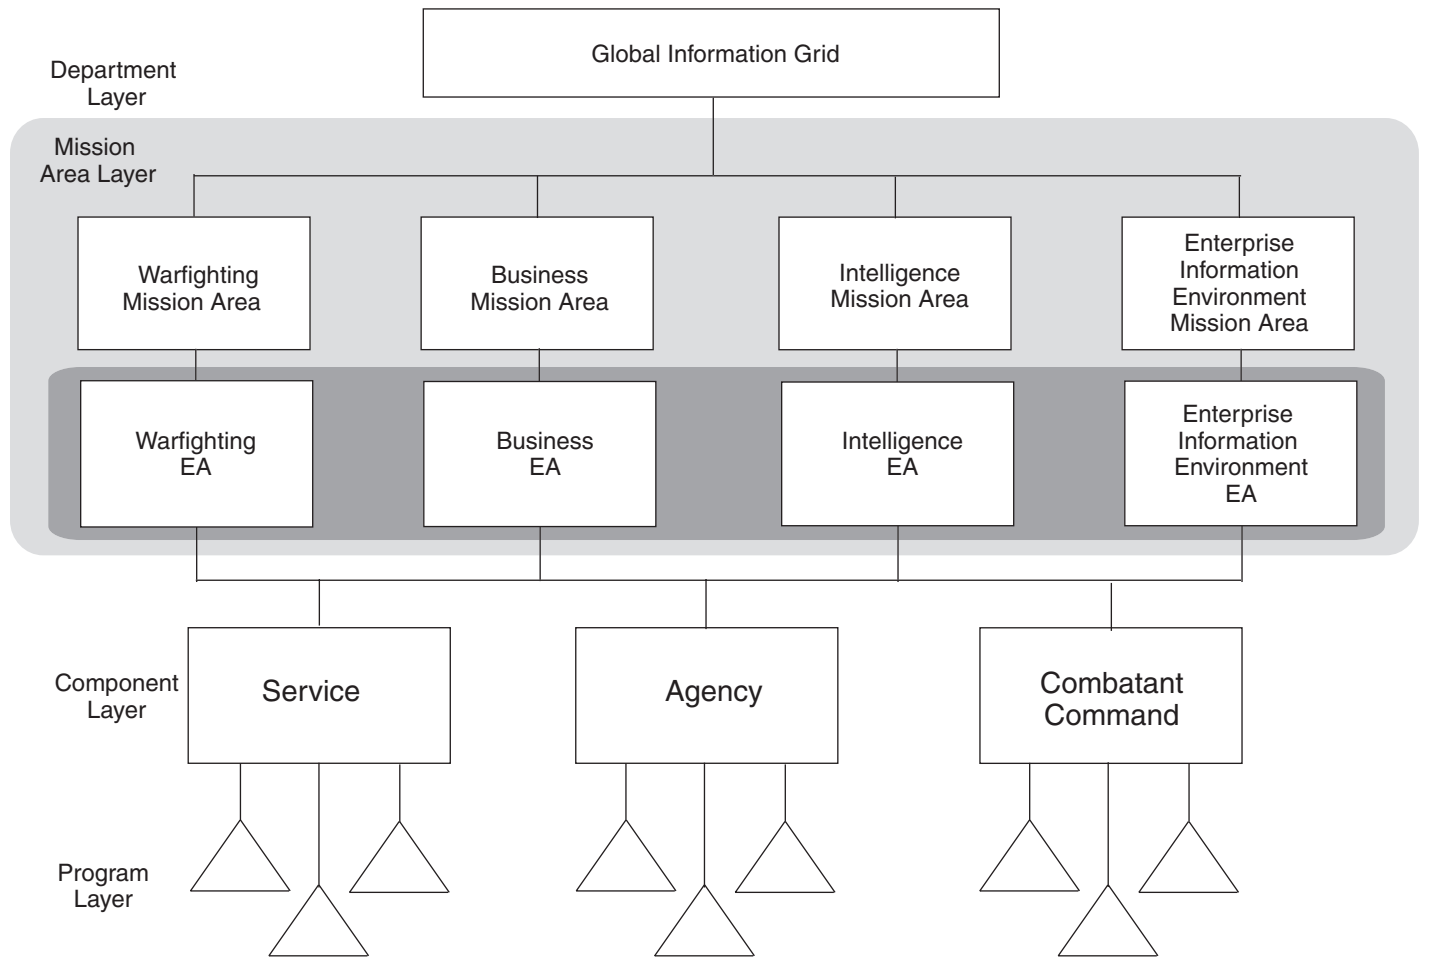 Global Information Grid
Department
Layer
Mission
Area Layer
Warfighting
Mission Area
Business
Mission Area
Intelligence
Mission Area
Enterprise
Information
Environment
Mission Area
Warfighting
EA
Business
EA
Intelligence
EA
Enterprise
Information
Environment
EA
Component
Layer
Service
Agency
Combatant
Command
Program
Layer